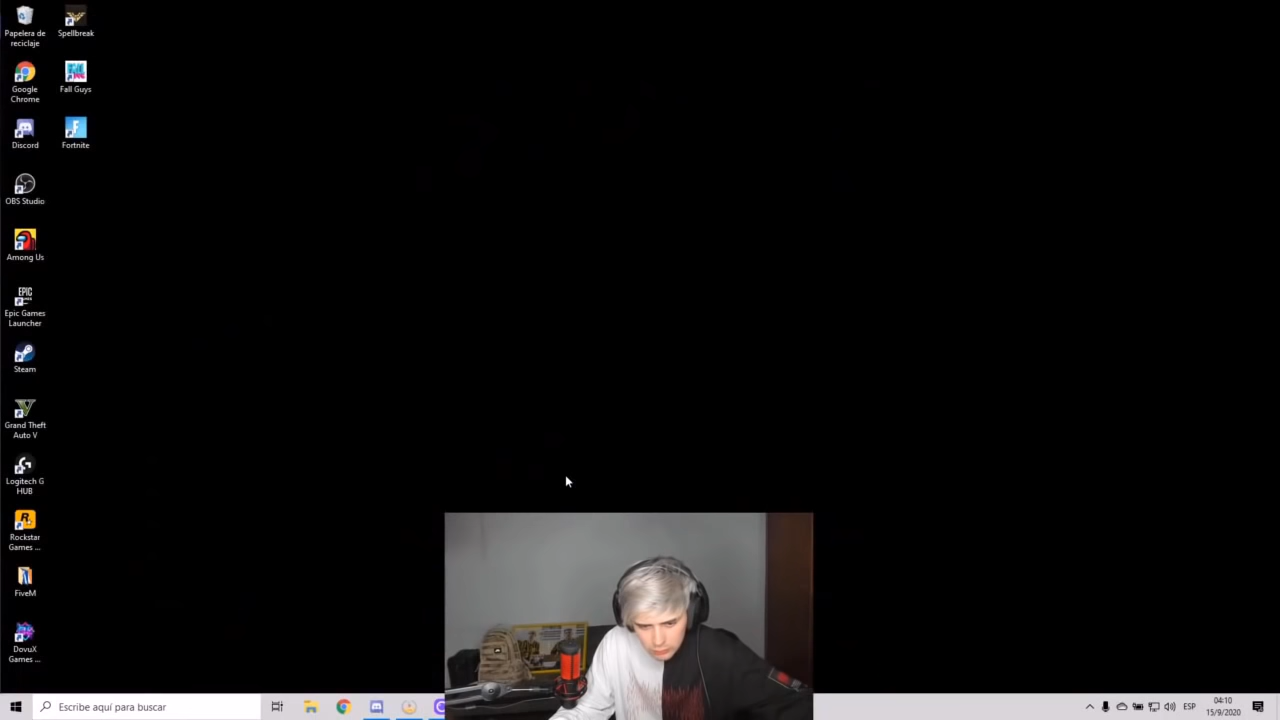 Papelera de
reciclaje
Spellbreak
Google
Chrome
Fall Guys
Discord
Fortnite
OBS Studio
Among Us
EPIC
Epic Games
Launcher
Steam
Grand Theft
Auto V
Logitech G
HUB
Rockstar
Games ...
FiveM
DovuX
Games ...
Escribe aquí para buscar
ESP
04:10
15/9/2020